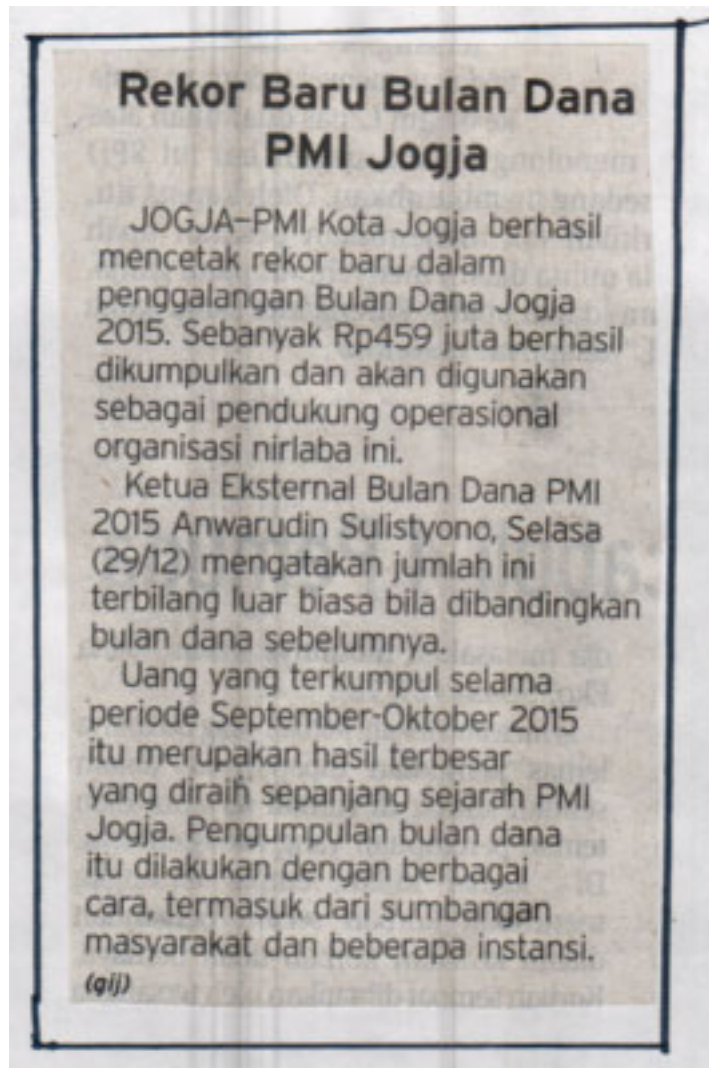 Rekor Baru Bulan Dana
PMI Jogja
JOGJA–PMI Kota Jogja berhasil
mencetak rekor baru dalam
penggalangan Bulan Dana Jogja
2015. Sebanyak Rp459 juta berhasil
dikumpulkan dan akan digunakan
sebagai pendukung operasional
organisasi nirlaba ini.
Ketua Eksternal Bulan Dana PMI
2015 Anwarudin Sulistyono, Selasa
(29/12) mengatakan jumlah ini
terbilang luar biasa bila dibandingkan
bulan dana sebelumnya.
Uang yang terkumpul selama
periode September-Oktober 2015
itu merupakan hasil terbesar
yang diraih sepanjang sejarah PMI
Jogja. Pengumpulan bulan dana
itu dilakukan dengan berbagai
cara, termasuk dari sumbangan
masyarakat dan beberapa instansi.
(gij)